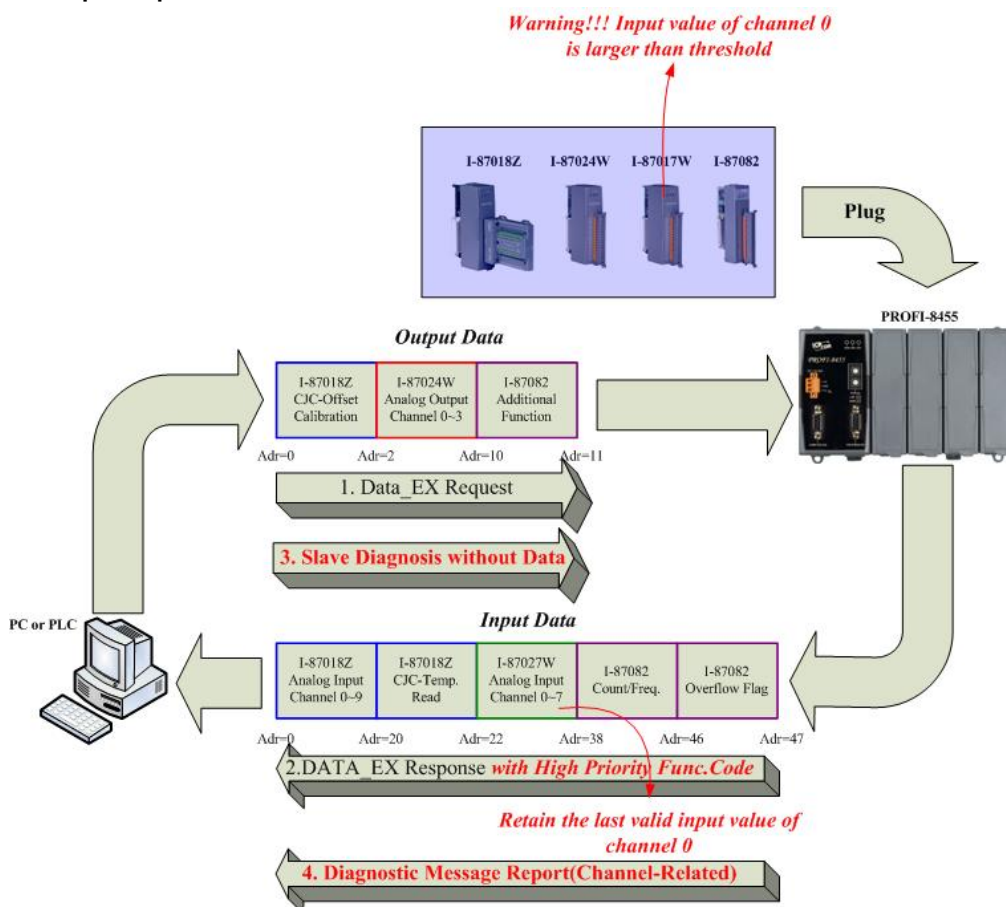 Warning!!! Input value of channel 0
is larger than threshold
I-87018Z
I-87024W
I-87017W
I-87082
Plug
PROFI-8455
PROFI-8455
Output Data
I-87018Z
CJC-Offset
Calibration
I-87024W
Analog Output
Channel 0~3
I-87082
Additional
Function
Adr=0
Adr=2
Adr=10
Adr=11
1. Data_EX Request
3. Slave Diagnosis without Data
PC or PLC
Input Data
I-87018Z
Analog Input
Channel 0~9
I-87018Z
CJC-Temp.
Read
I-87027W
Analog Input
Channel 0~7
I-87082
Count/Freq.
I-87082
Overflow Flag
Adr=0
Adr=20
Adr=22
Adr=38
Adr=46
Adr=47
2.DATA_EX Response with High Priority Func.Code
Retain the last valid input value of
channel 0
4. Diagnostic Message Report(Channel-Related)